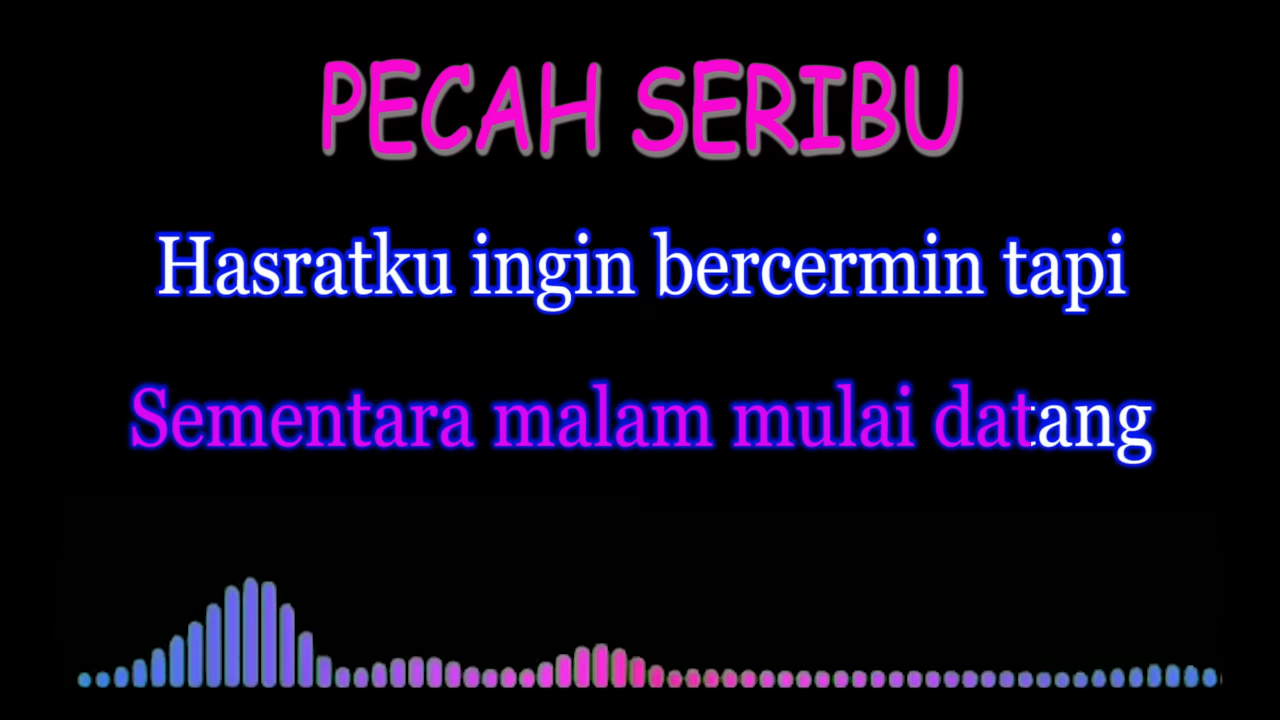 PECAH SERIBU
Hasratku ingin bercermin tapi
Sementara malam mulai datang